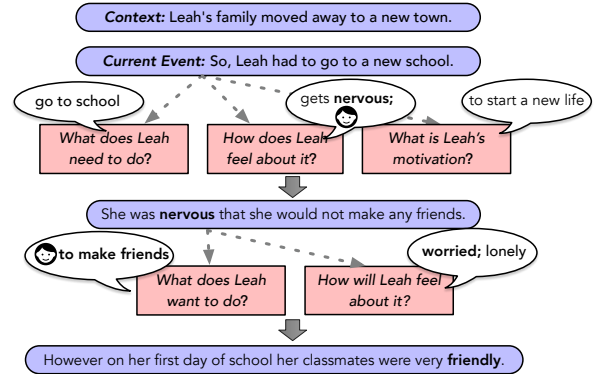 Context: Leah's family moved away to a new town.
Current Event: So, Leah had to go to a new school.
go to school
gets nervous;
to start a new life
What does Leah
need to do?
How does Leah
feel about it?
What is Leah's
motivation?
She was nervous that she would not make any friends.
to make friends
worried; lonely
What does Leah
want to do?
How will Leah feel
about it?
However on her first day of school her classmates were very friendly.